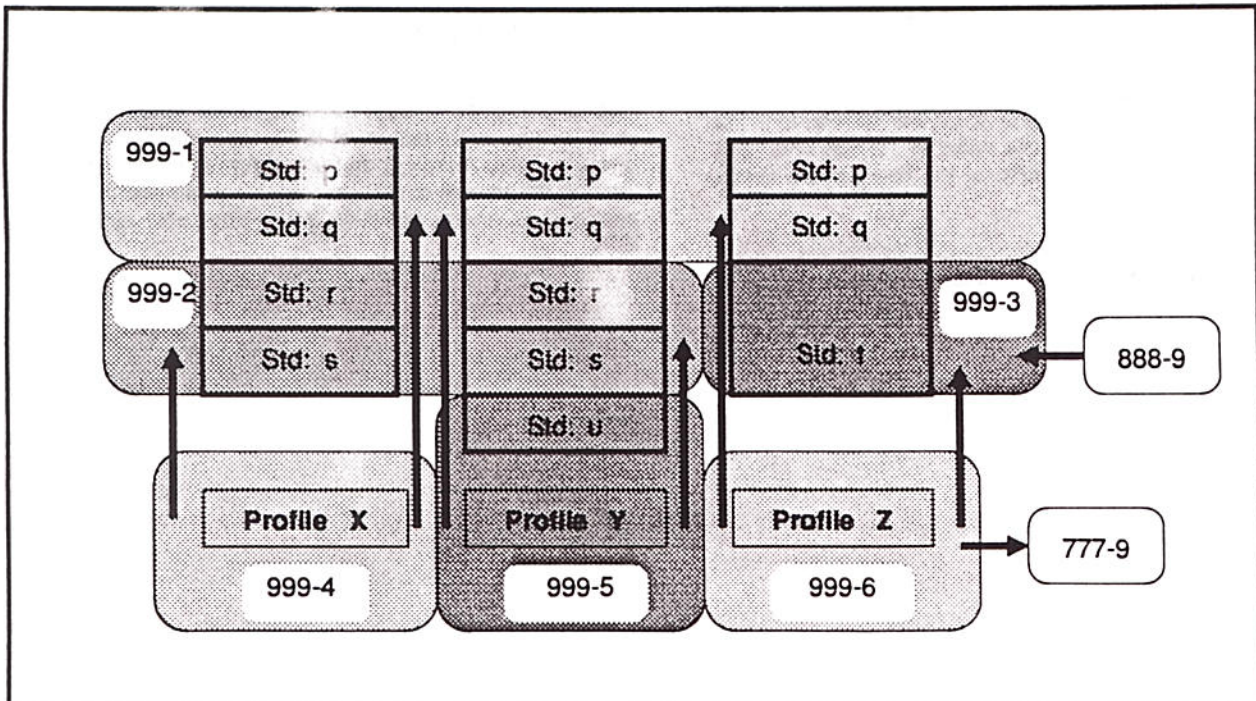 999-1
Std: p
Std: p
Std: p
Std: q
Std: q
Std: q
999-2
Std: r
Std: r
999-3
Std: s
Std: s
Std: t
888-9
Std: u
Profile X
Profile Y
Profile Z
777-9
999-4
999-5
999-6